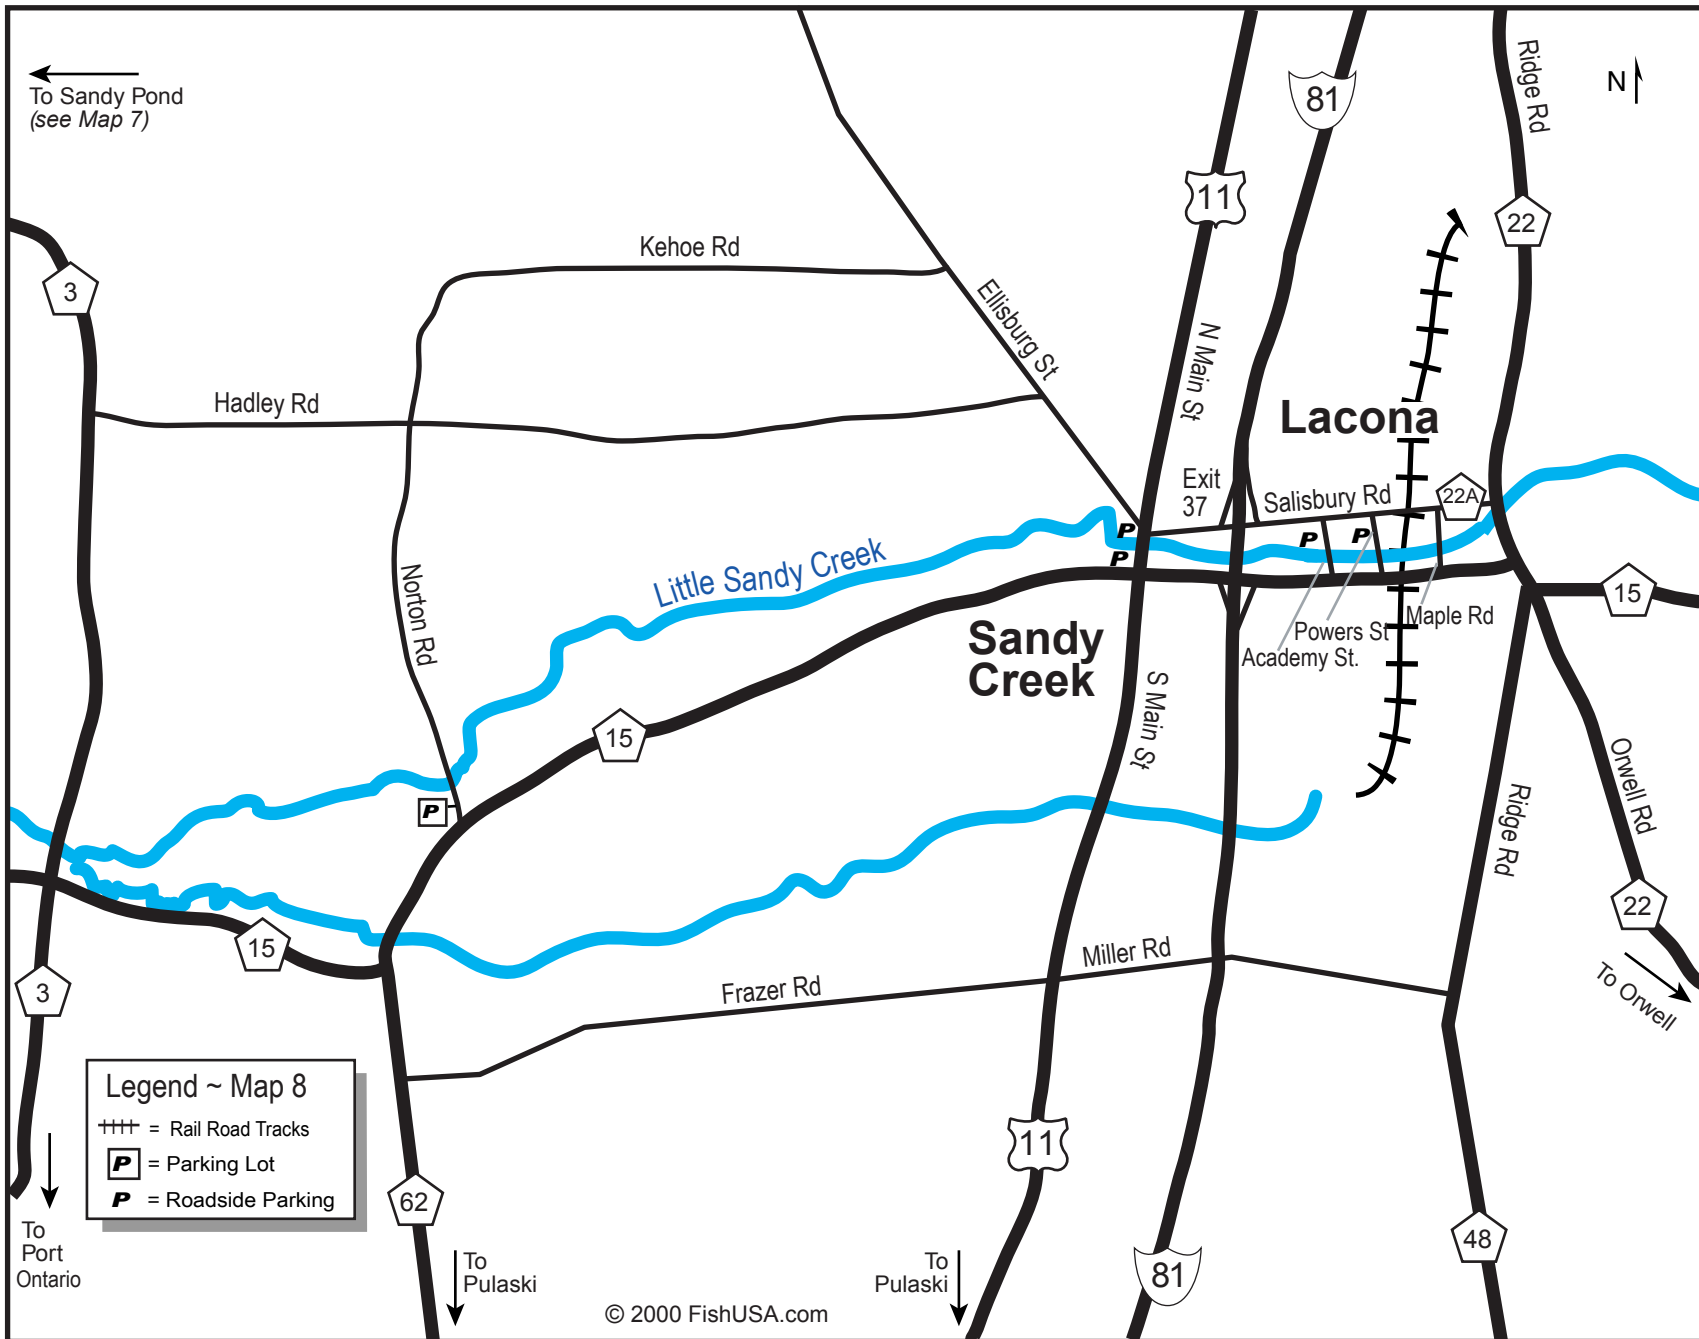 To Sandy Pond
(see Map 7)
N
81
Ridge Rd
11
22
3
Kehoe Rd
Ellisburg St
N Main St
Hadley Rd
Lacona
Exit
37
Salisbury Rd
22A
P
P
P
P
Little Sandy Creek
Norton Rd
15
Maple Rd
Powers St
Academy St.
Sandy
Creek
S Main St
15
Orwell Rd
Ridge Rd
P
22
15
Miller Rd
Frazer Rd
3
To Orwell
Legend ~ Map 8
= Rail Road Tracks
P = Parking Lot
P = Roadside Parking
11
62
48
To
Port
Ontario
To
Pulaski
To
Pulaski
81
© 2000 FishUSA.com